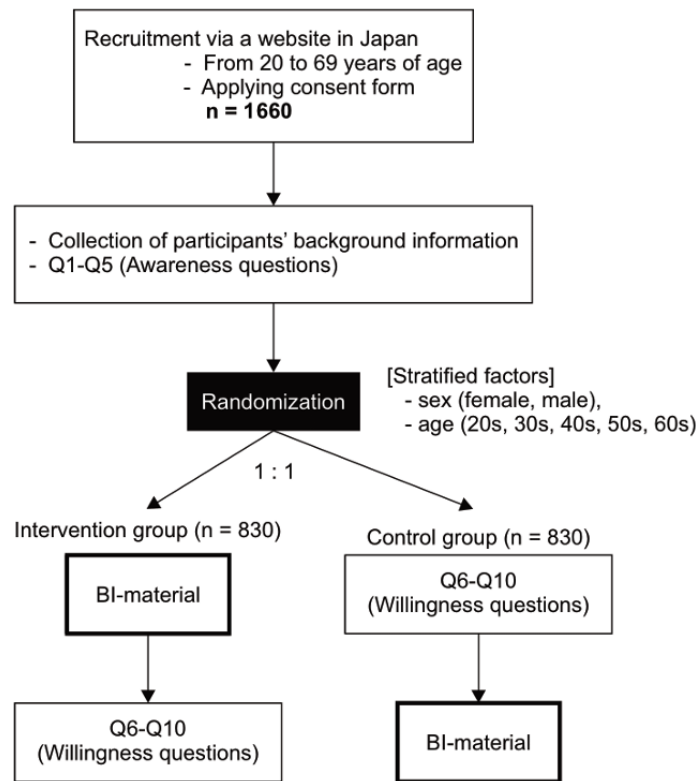 Recruitment via a website in Japan
- From 20 to 69 years of age
- Applying consent form
n = 1660
- Collection of participants’ background information
- Q1-Q5 (Awareness questions)
Randomization
[Stratified factors]
- sex (female, male),
- age (20s, 30s, 40s, 50s, 60s)
1 : 1
Intervention group (n = 830)
BI-material
Q6-Q10
(Willingness questions)
Control group (n = 830)
Q6-Q10
(Willingness questions)
BI-material